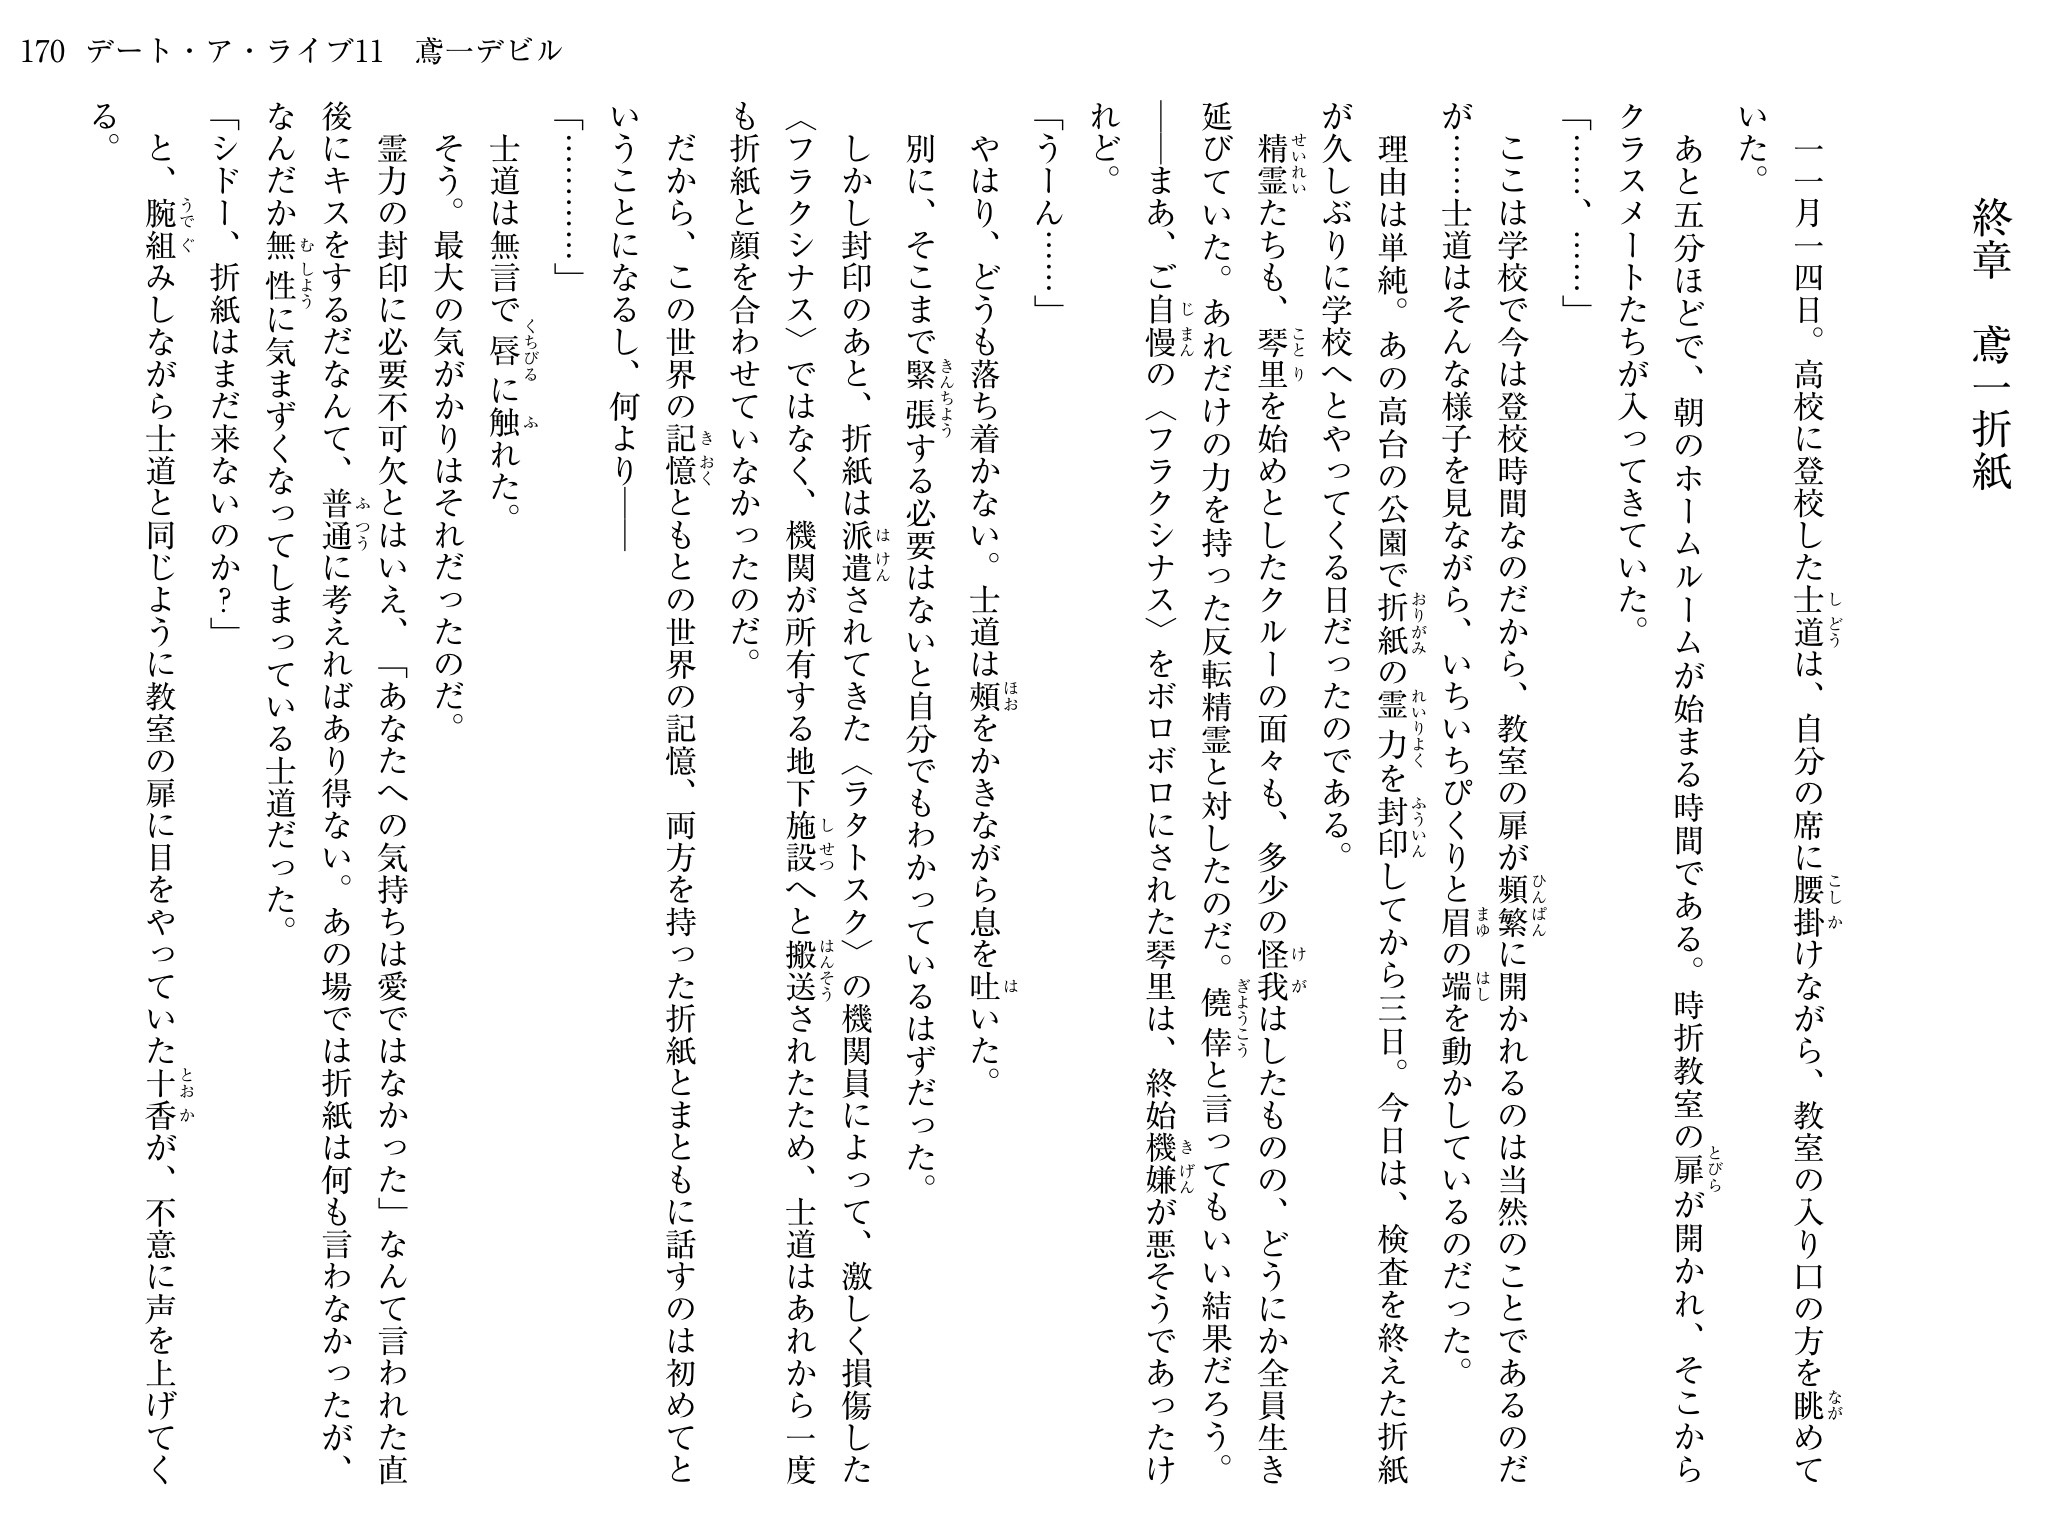 170 デート・ア・ライブ11　鳶一デビル
終章　鳶一折紙
　一一月一四日。高校に登校した士道は、自分の席に腰掛けながら、教室の入り口の方を眺めて
いた。
　あと五分ほどで、朝のホームルームが始まる時間である。時折教室の扉が開かれ、そこから
クラスメートたちが入ってきていた。
「……、……」
　ここは学校で今は登校時間なのだから、教室の扉が頻繁に開かれるのは当然のことであるのだ
が……士道はそんな様子を見ながら、いちいちぴくりと眉の端を動かしているのだった。
　理由は単純。あの高台の公園で折紙の霊力を封印してから三日。今日は、検査を終えた折紙
が久しぶりに学校へとやってくる日だったのである。
　精霊たちも、琴里を始めとしたクルーの面々も、多少の怪我はしたものの、どうにか全員生き
延びていた。あれだけの力を持った反転精霊と対したのだ。僥倖と言ってもいい結果だろう。
――まあ、ご自慢の〈フラクシナス〉をボロボロにされた琴里は、終始機嫌が悪そうであったけ
れど。
「うーん……」
　やはり、どうも落ち着かない。士道は頰をかきながら息を吐いた。
　別に、そこまで緊張する必要はないと自分でもわかっているはずだった。
　しかし封印のあと、折紙は派遣されてきた〈ラタトスク〉の機関員によって、激しく損傷した
〈フラクシナス〉ではなく、機関が所有する地下施設へと搬送されたため、士道はあれから一度
も折紙と顔を合わせていなかったのだ。
　だから、この世界の記憶ともとの世界の記憶、両方を持った折紙とまともに話すのは初めてと
いうことになるし、何より――
「…………」
　士道は無言で唇に触れた。
　そう。最大の気がかりはそれだったのだ。
　霊力の封印に必要不可欠とはいえ、「あなたへの気持ちは愛ではなかった」なんて言われた直
後にキスをするだなんて、普通に考えればあり得ない。あの場では折紙は何も言わなかったが、
なんだか無性に気まずくなってしまっている士道だった。
「シドー、折紙はまだ来ないのか？」
　と、腕組みしながら士道と同じように教室の扉に目をやっていた十香が、不意に声を上げてく
る。